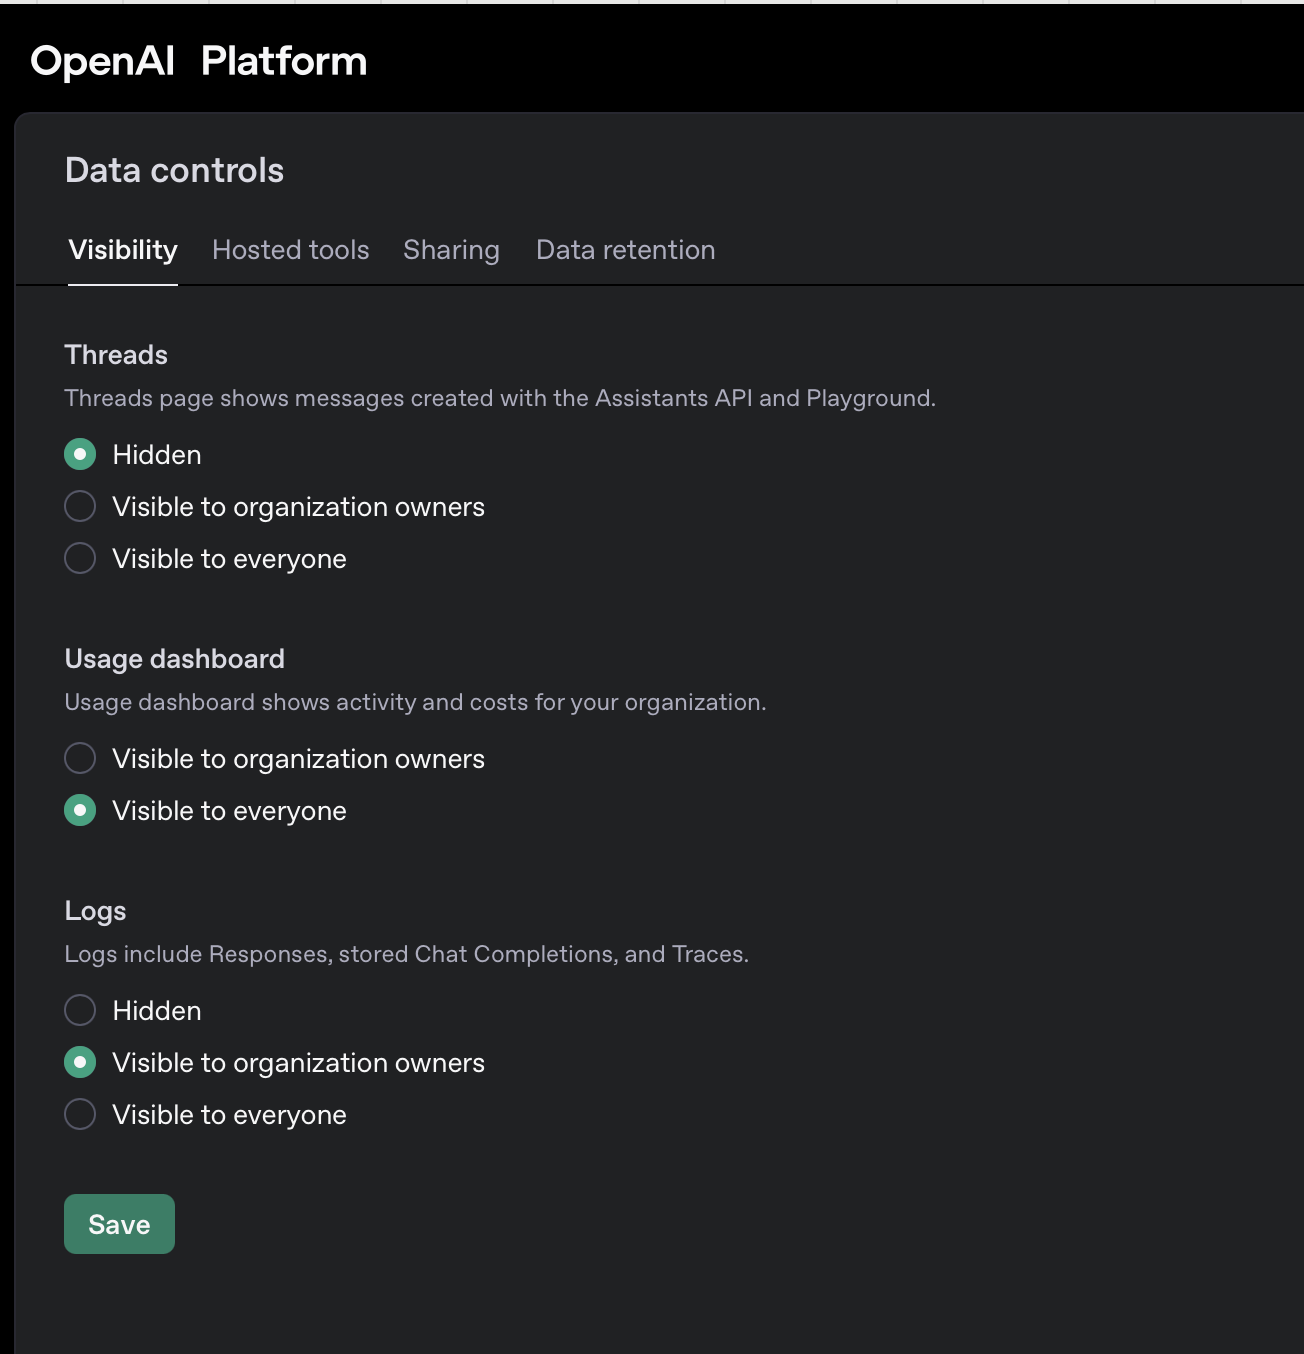 OpenAI Platform
Data controls
Visibility Hosted tools Sharing Data retention
Threads
Threads page shows messages created with the Assistants API and Playground.
Hidden
Visible to organization owners
Visible to everyone
Usage dashboard
Usage dashboard shows activity and costs for your organization.
Visible to organization owners
Visible to everyone
Logs
Logs include Responses, stored Chat Completions, and Traces.
Hidden
Visible to organization owners
Visible to everyone
Save